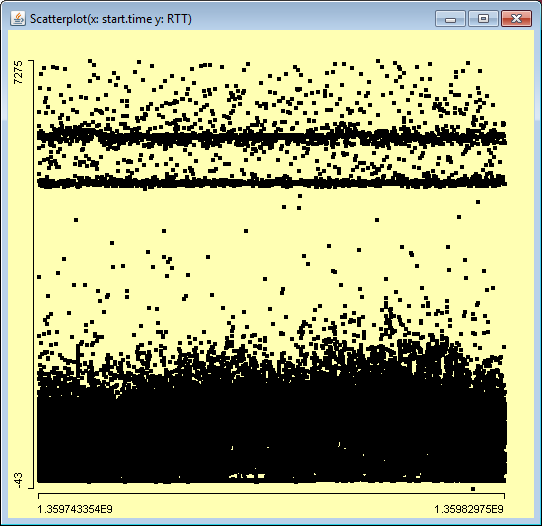 Scatterplot(x: start.time y: RTT)
7275
-43
1.359743354E9
1.35982975E9